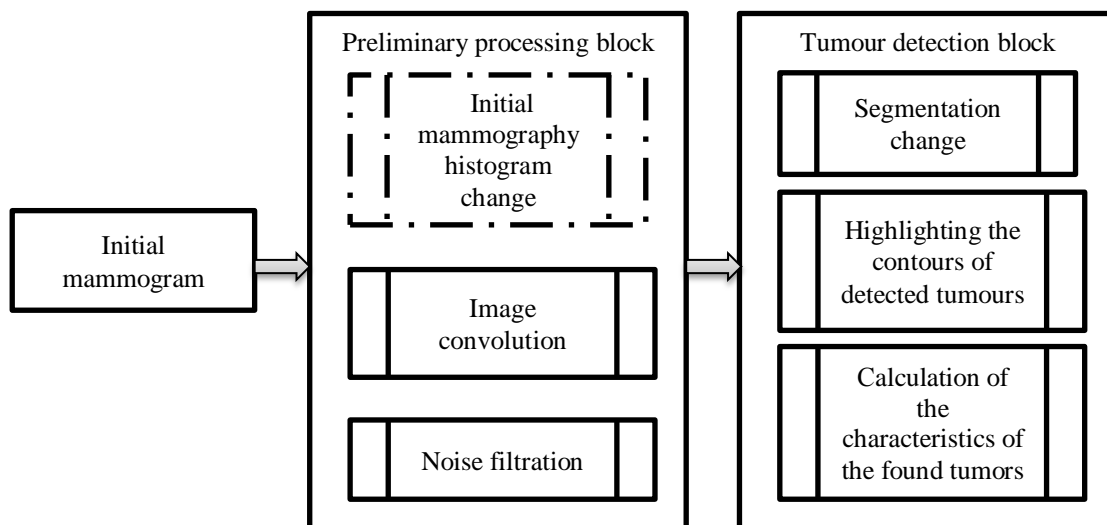 Initial
mammogram
Preliminary processing block
Initial
mammography
histogram
change
Image
convolution
Noise filtration
Tumour detection block
Segmentation
change
Highlighting the
contours of
detected tumours
Calculation of
the
characteristics of
the found tumors